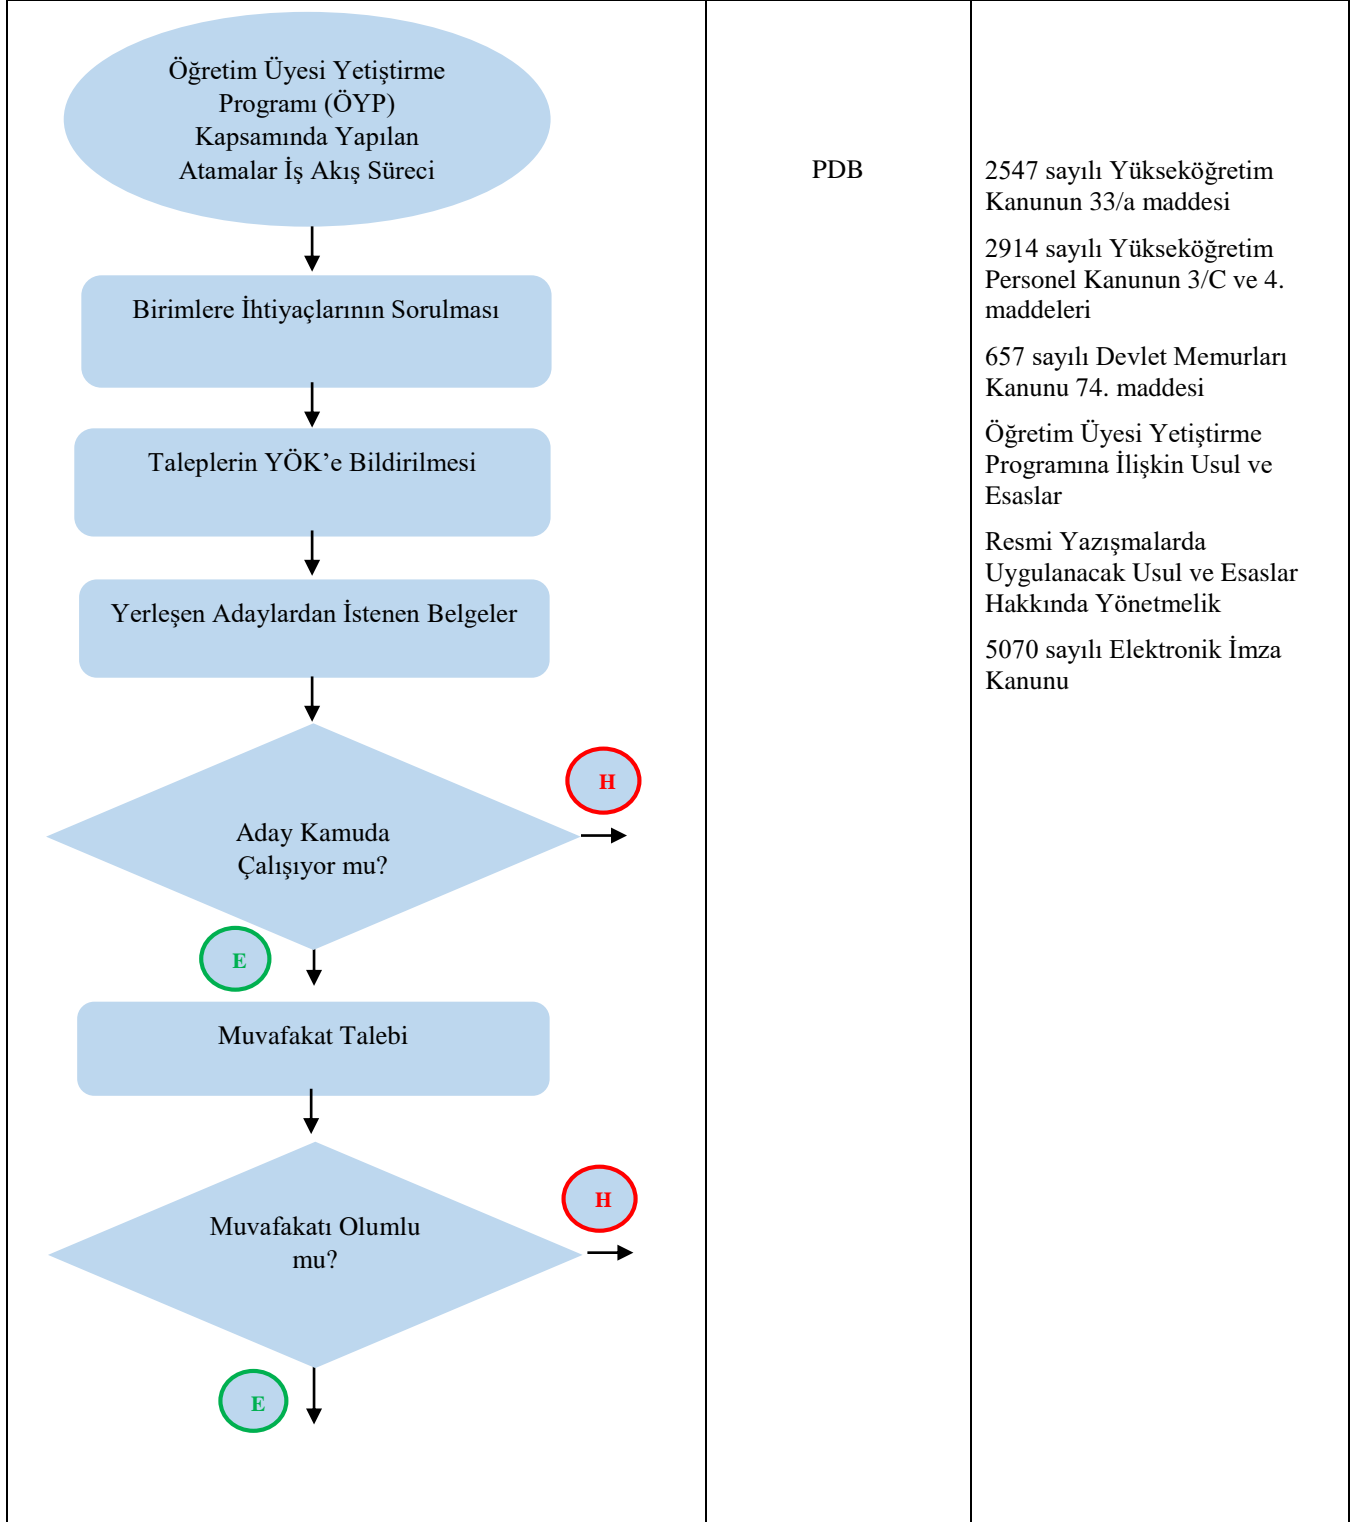 Öğretim Üyesi Yetiştirme
Programı (ÖYP)
Kapsamında Yapılan
Atamalar İş Akış Süreci
Birimlere İhtiyaçlarının Sorulması
Taleplerin YÖK’e Bildirilmesi
Yerleşen Adaylardan İstenen Belgeler
H
Aday Kamuda
Çalışıyor mu?
E
Muvafakat Talebi
H
Muvafakatı Olumlu
mu?
E
PDB
2547 sayılı Yükseköğretim
Kanunun 33/a maddesi
2914 sayılı Yükseköğretim
Personel Kanunun 3/C ve 4.
maddeleri
657 sayılı Devlet Memurları
Kanunu 74. maddesi
Öğretim Üyesi Yetiştirme
Programına İlişkin Usul ve
Esaslar
Resmi Yazışmalarda
Uygulanacak Usul ve Esaslar
Hakkında Yönetmelik
5070 sayılı Elektronik İmza
Kanunu